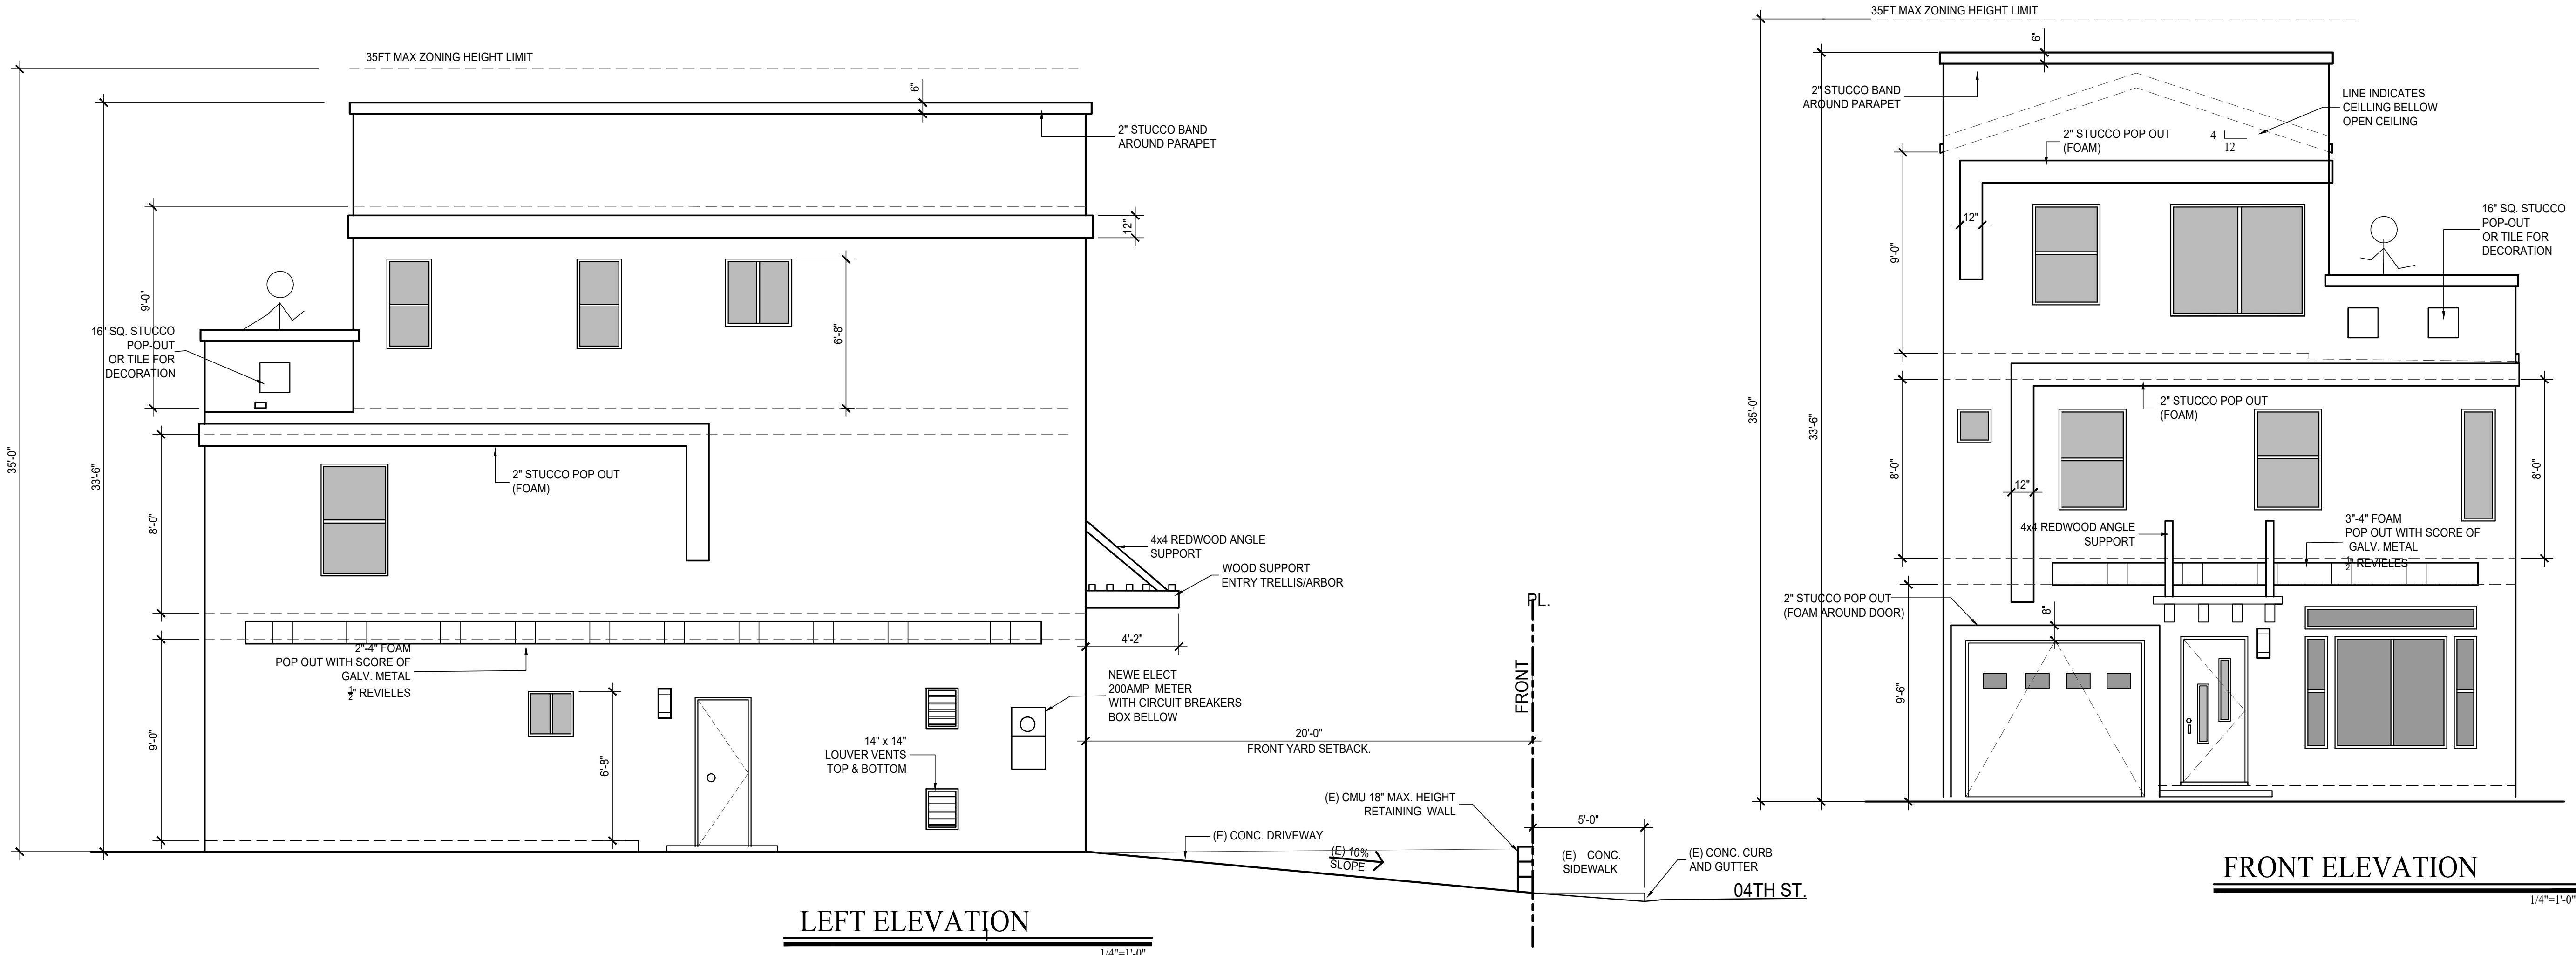 35FT MAX ZONING HEIGHT LIMIT
6"
2" STUCCO BAND
AROUND PARAPET
12"
9'-0"
16" SQ. STUCCO
POP-OUT
OR TILE FOR
DECORATION
6'-8"
35'-0"
33'-6"
2" STUCCO POP OUT
(FOAM)
8'-0"
4x4 REDWOOD ANGLE
SUPPORT
WOOD SUPPORT
ENTRY TRELLIS/ARBOR
4'-2"
2"-4" FOAM
POP OUT WITH SCORE OF
GALV. METAL
1/2" REVIELES
9'-0"
6'-8"
NEWE ELECT
200AMP METER
WITH CIRCUIT BREAKERS
BOX BELLOW
14" x 14"
LOUVER VENTS
TOP & BOTTOM
PL.
FRONT
20'-0"
FRONT YARD SETBACK.
(E) CMU 18" MAX. HEIGHT
RETAINING WALL
5'-0"
(E) CONC. DRIVEWAY
(E) 10%
SLOPE
(E) CONC.
SIDEWALK
(E) CONC. CURB
AND GUTTER
04TH ST.
LEFT ELEVATION
1/4"=1'-0"
35FT MAX ZONING HEIGHT LIMIT
6"
2" STUCCO BAND
AROUND PARAPET
LINE INDICATES
CEILLING BELLOW
OPEN CEILING
2" STUCCO POP OUT
(FOAM)
4
12
12"
16" SQ. STUCCO
POP-OUT
OR TILE FOR
DECORATION
9'-0"
35'-0"
33'-6"
2" STUCCO POP OUT
(FOAM)
8'-0"
8'-0"
12"
4x4 REDWOOD ANGLE
SUPPORT
3"-4" FOAM
POP OUT WITH SCORE OF
GALV. METAL
1/2" REVIELES
2" STUCCO POP OUT
(FOAM AROUND DOOR)
8"
9'-6"
FRONT ELEVATION
1/4"=1'-0"